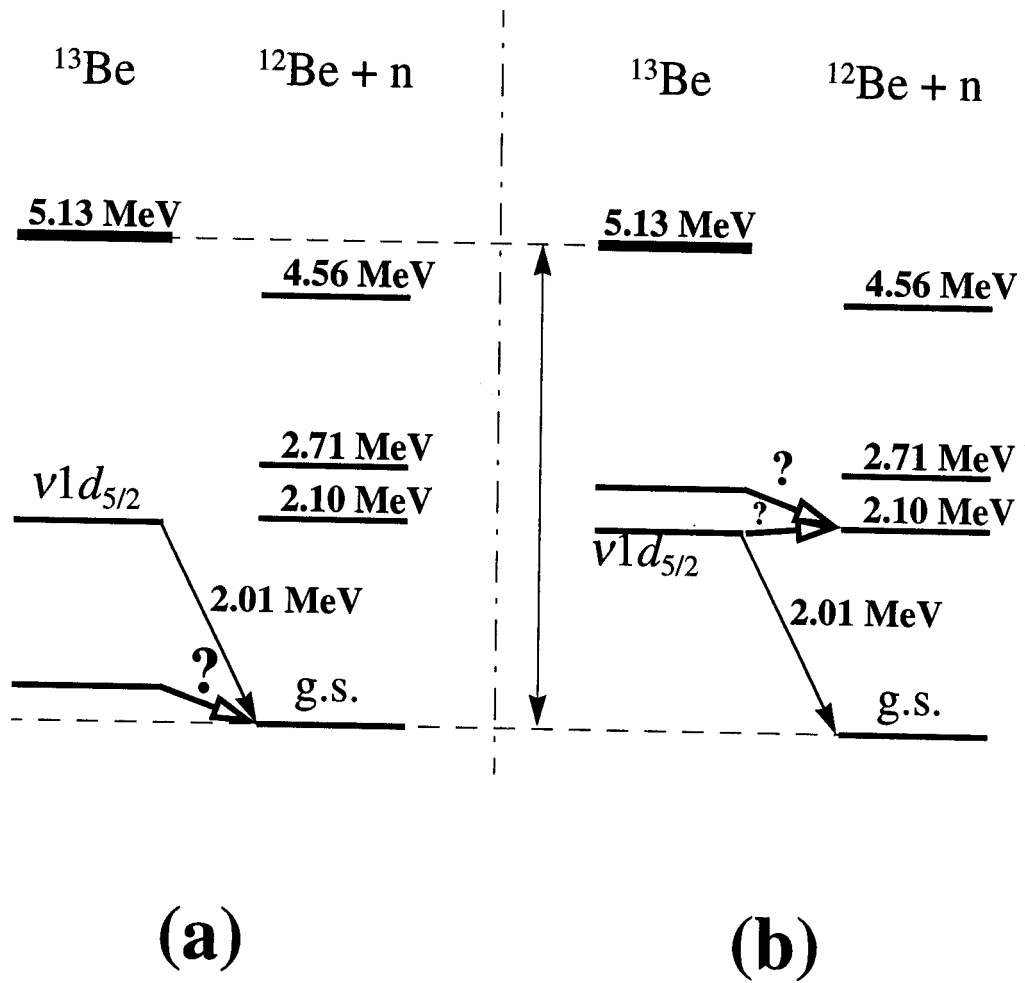 ¹³Be
¹²Be + n
5.13 MeV
4.56 MeV
2.71 MeV
ν1d5/2
2.10 MeV
2.01 MeV
?
g.s.
(a)
¹³Be
¹²Be + n
5.13 MeV
4.56 MeV
?
2.71 MeV
?
2.10 MeV
ν1d5/2
2.01 MeV
g.s.
(b)